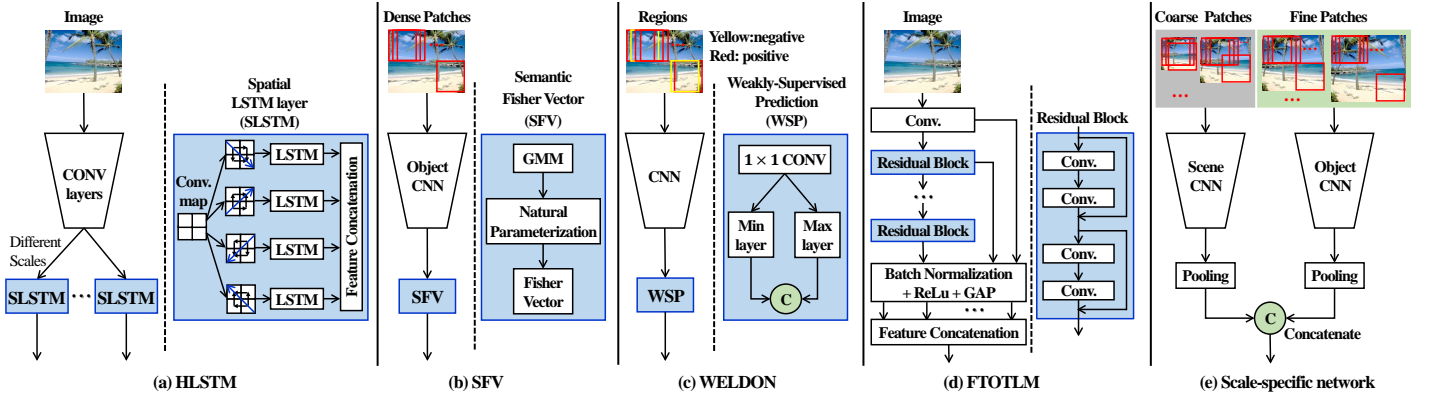 Image
Spatial
LSTM layer
(SLSTM)
CONV
layers
Conv.
map
LSTM
LSTM
LSTM
LSTM
Feature Concatenation
Different
Scales
SLSTM
...
SLSTM
(a) HLSTM
Dense Patches
...
Semantic
Fisher Vector
(SFV)
Object
CNN
GMM
Natural
Parameterization
Fisher
Vector
SFV
(b) SFV
Regions
Yellow:negative
Red: positive
Weakly-Supervised
Prediction
(WSP)
CNN
1 × 1 CONV
Min
layer
Max
layer
C
WSP
(c) WELDON
Image
Conv.
Residual Block
...
Residual Block
Batch Normalization
+ ReLu + GAP
...
Feature Concatenation
Residual Block
Conv.
Conv.
Conv.
Conv.
(d) FTOTLM
Coarse Patches
Fine Patches
...
...
...
...
Scene
CNN
Object
CNN
Pooling
Pooling
C
Concatenate
(e) Scale-specific network